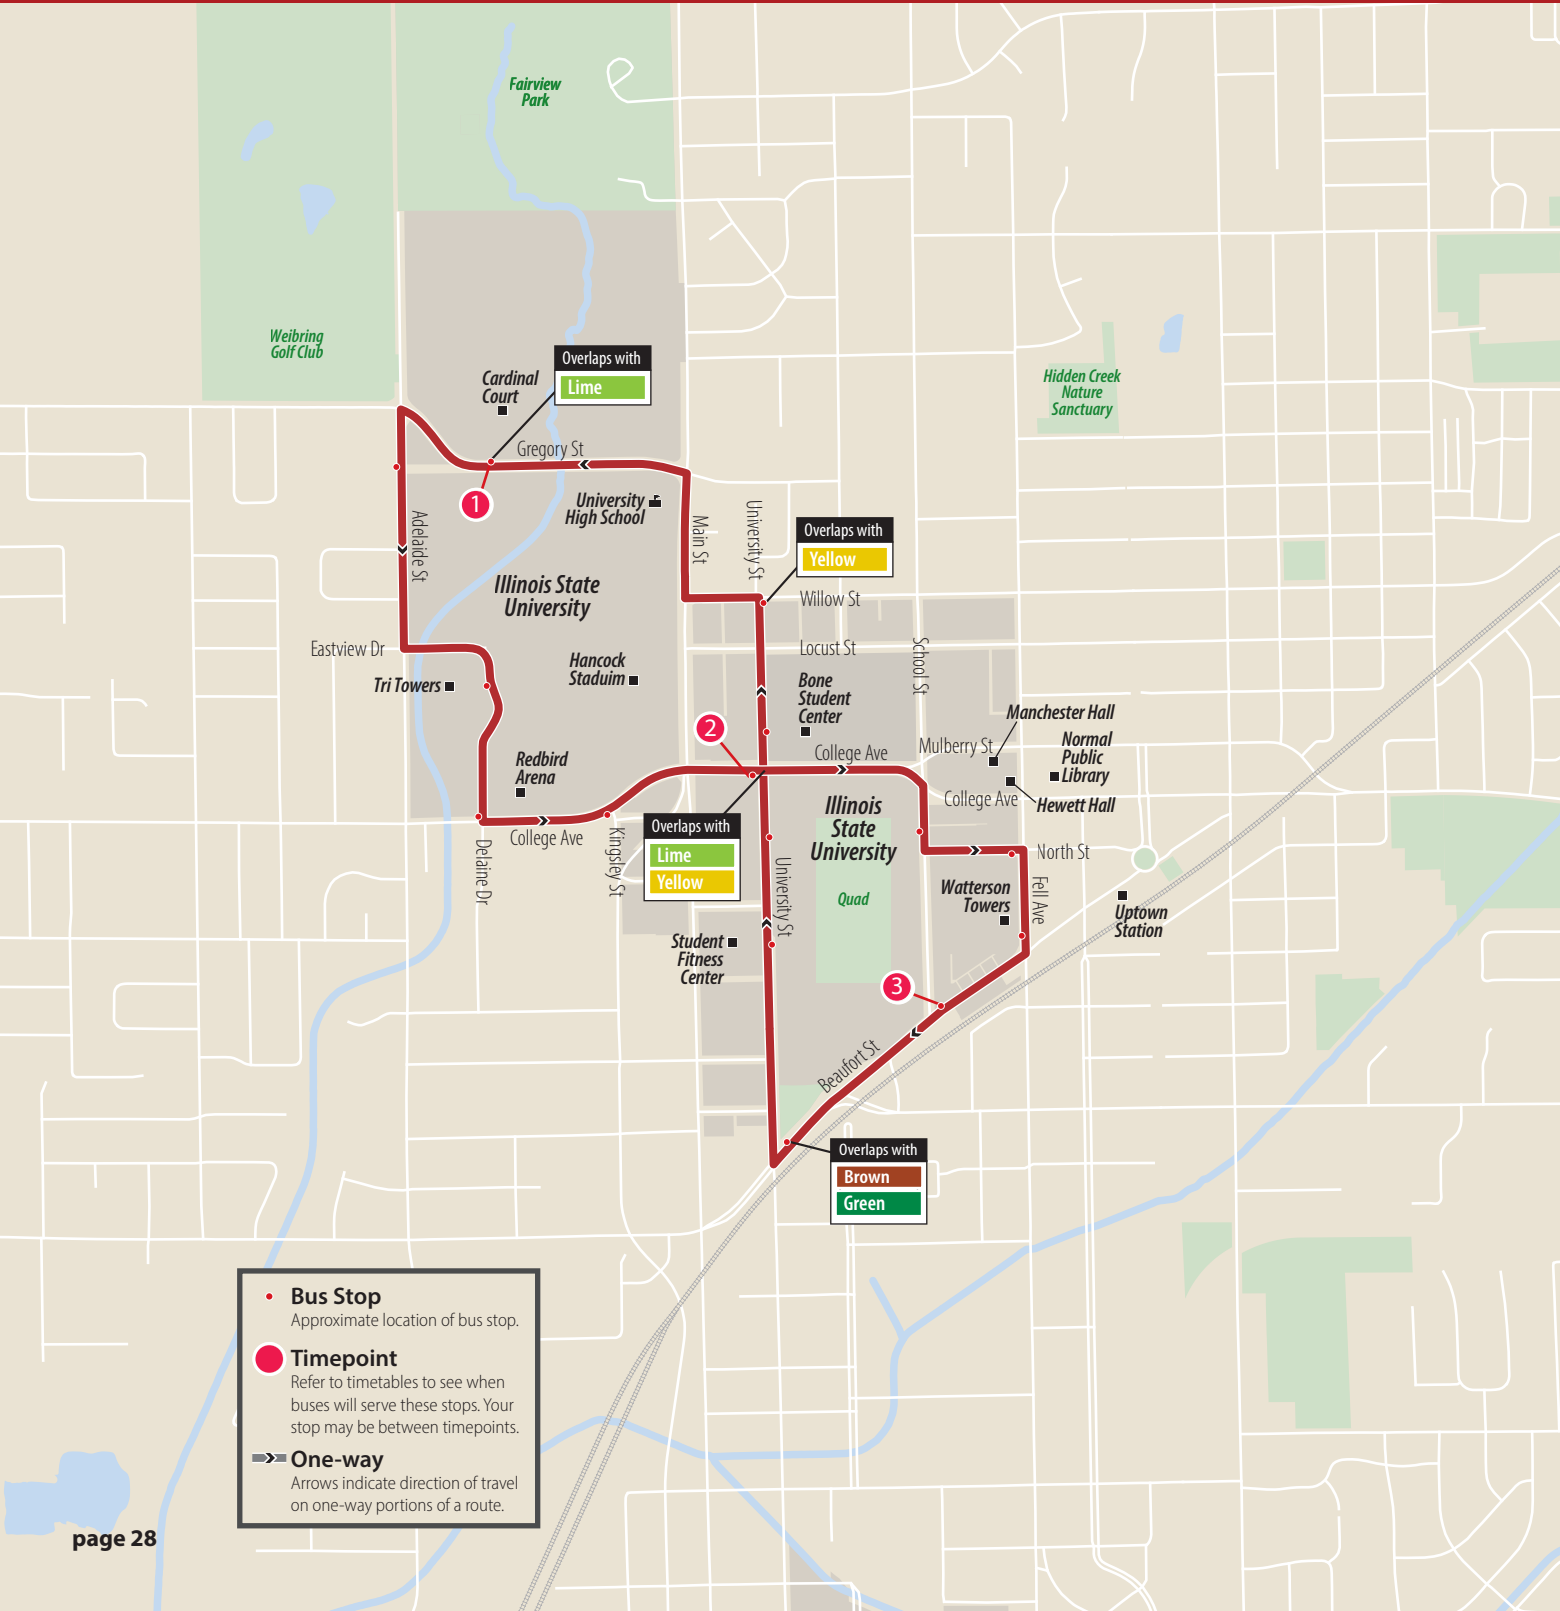 Fairview
Park
Weibring
Golf Club
Overlaps with
Lime
Cardinal
Court
Hidden Creek
Nature
Sanctuary
Gregory St
1
University
High School
Adelaide St
Main St
University St
Overlaps with
Yellow
Illinois State
University
Willow St
Eastview Dr
Locust St
School St
Hancock
Staduim
Tri Towers
Bone
Student
Center
2
Manchester Hall
Mulberry St
Normal
Public
Library
College Ave
Redbird
Arena
College Ave
Hewett Hall
Illinois
State
University
Overlaps with
Lime
Yellow
College Ave
Kingsley St
Delaine Dr
University St
North St
Quad
Watterson
Towers
Fell Ave
Uptown
Station
Student
Fitness
Center
3
Beaufort St
Overlaps with
Brown
Green
Bus Stop
Approximate location of bus stop.
Timepoint
Refer to timetables to see when
buses will serve these stops. Your
stop may be between timepoints.
One-way
Arrows indicate direction of travel
on one-way portions of a route.
page 28